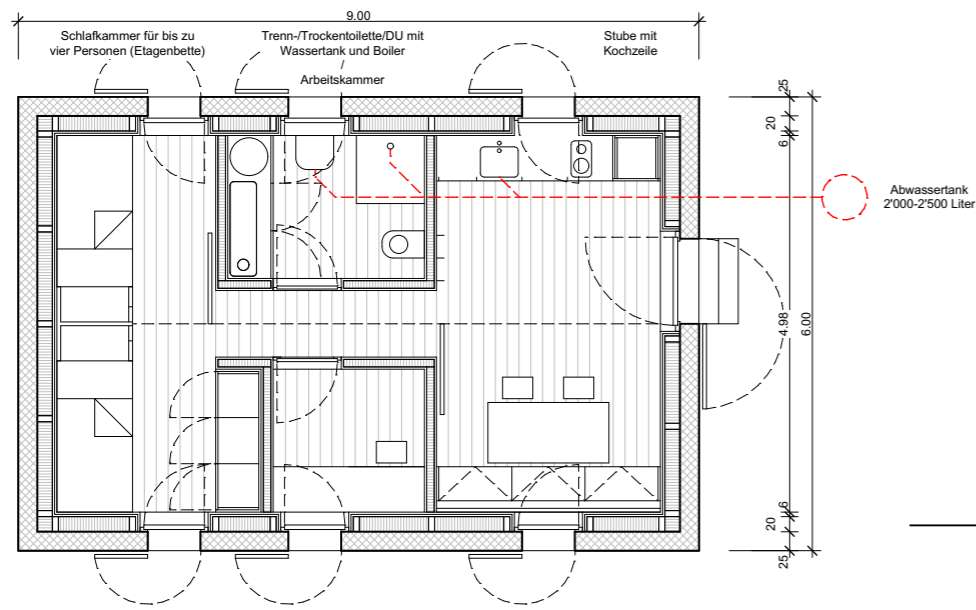 9.00
Schlafkammer für bis zu
vier Personen (Etagenbette)
Trenn-/Trockentoilette/DU mit
Wassertank und Boiler
Arbeitskammer
Stube mit
Kochzeile
25
20
6
Abwassertank
2'000-2'500 Liter
4.98
6.00
6
20
25